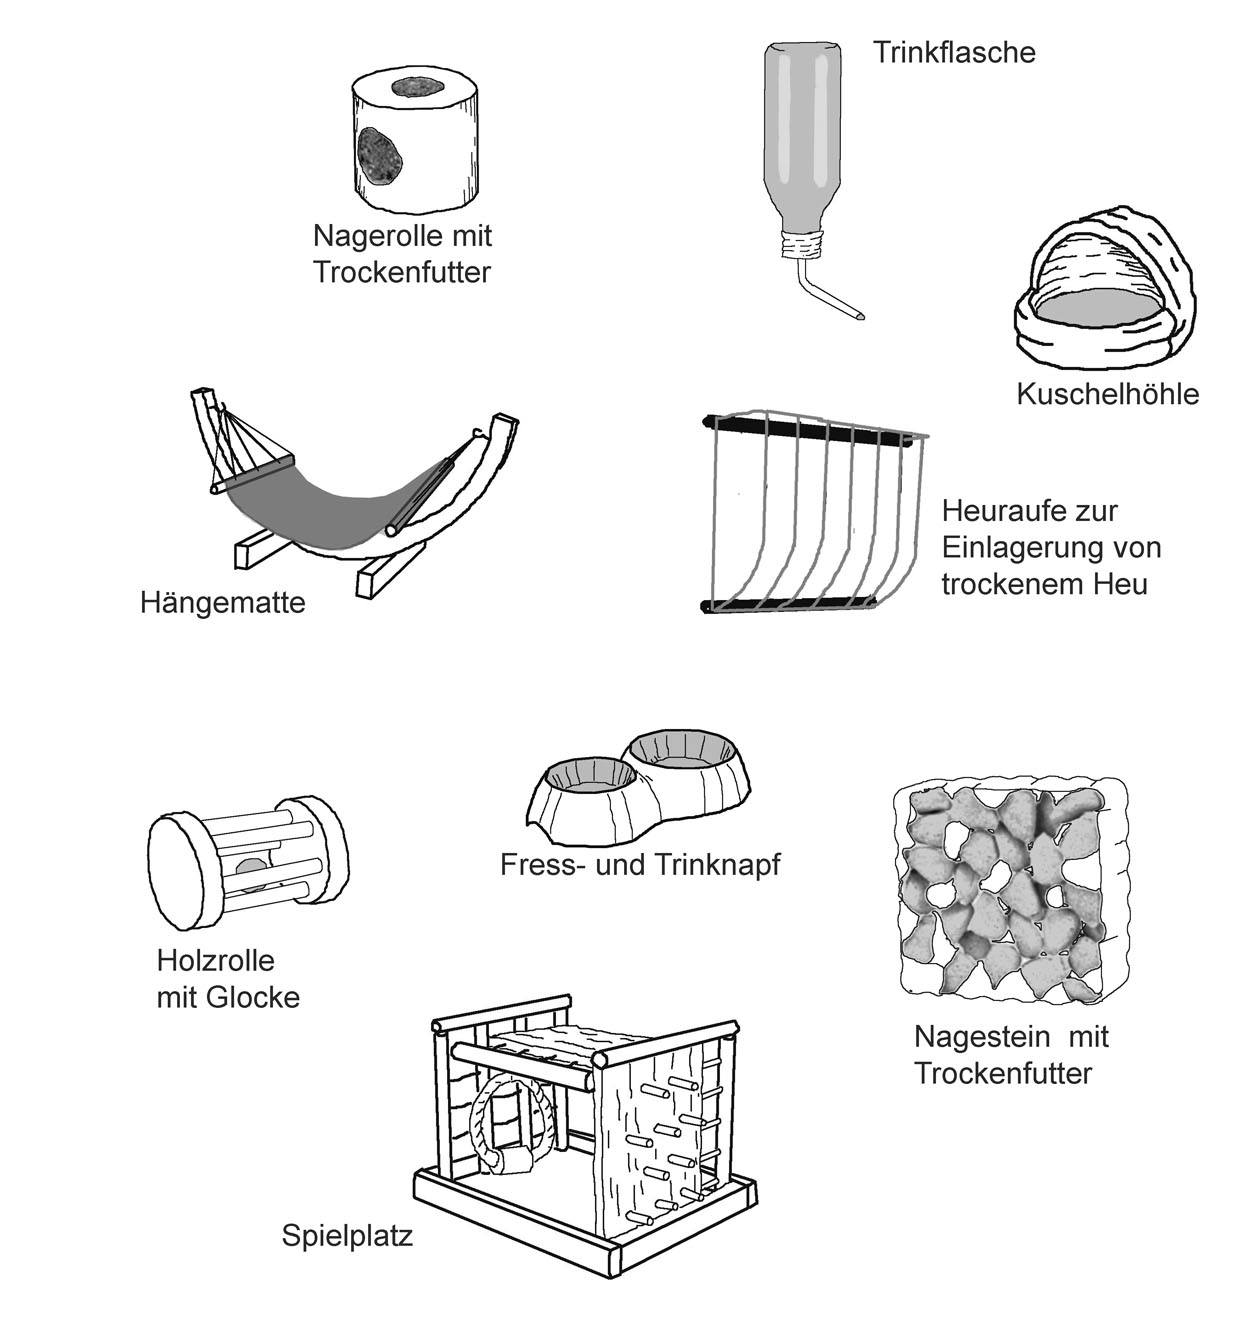 Trinkflasche
Nagerolle mit
Trockenfutter
Kuschelhöhle
Heuraufe zur
Einlagerung von
trockenem Heu
Hängematte
Fress- und Trinknapf
Holzrolle
mit Glocke
Nagestein  mit
Trockenfutter
Spielplatz